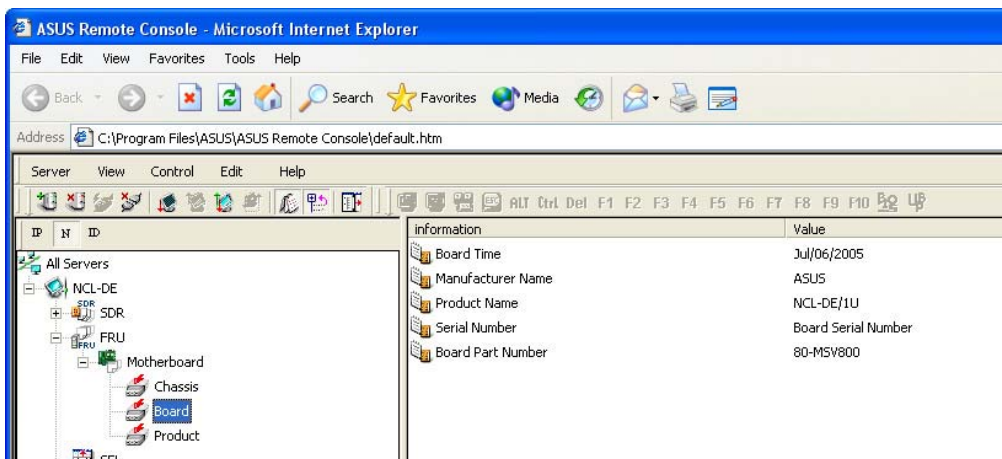 ASUS Remote Console - Microsoft Internet Explorer
File Edit View Favorites Tools Help
Back Search Favorites Media
Address C:\Program Files\ASUS\ASUS Remote Console\default.htm
Server View Control Edit Help
ALT Ctrl Del F1 F2 F3 F4 F5 F6 F7 F8 F9 F10
IP N ID
All Servers
NCL-DE
SDR SDR
FRU FRU
Motherboard
Chassis
Board
Product
information Value
Board Time Jul/06/2005
Manufacturer Name ASUS
Product Name NCL-DE/1U
Serial Number Board Serial Number
Board Part Number 80-MSV800